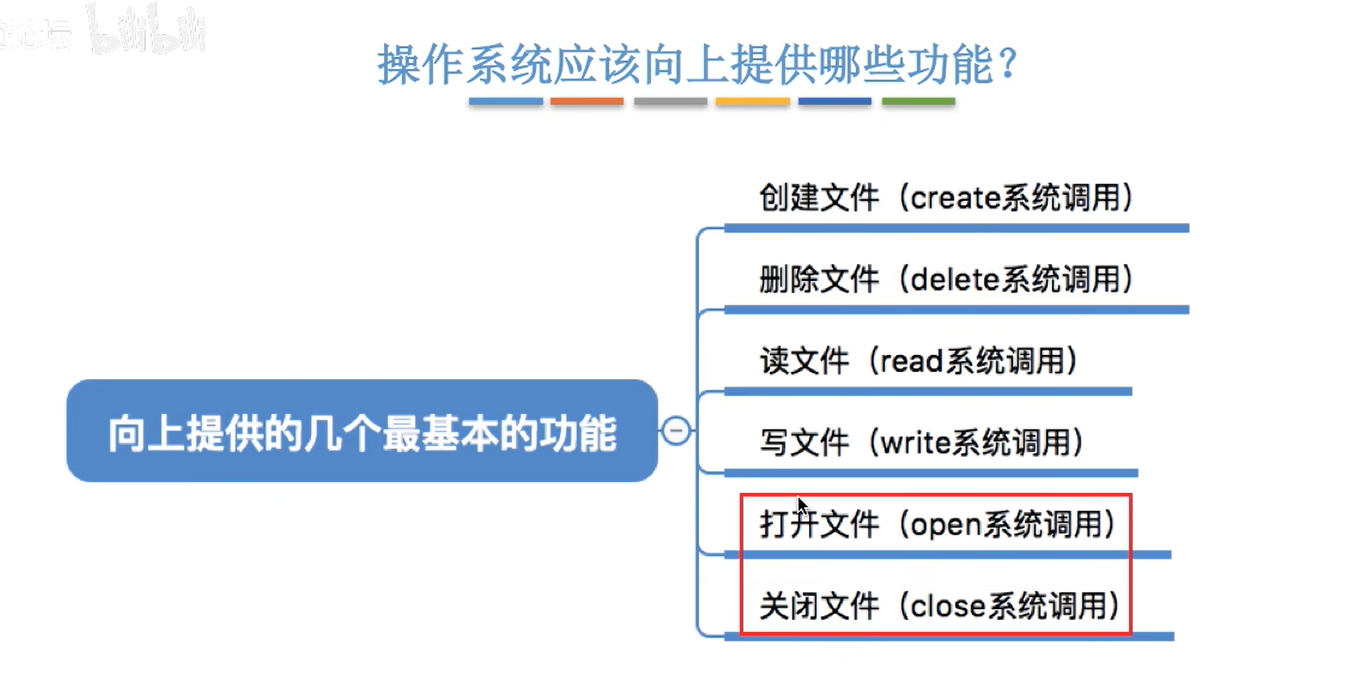 bilibili
操作系统应该向上提供哪些功能？
创建文件（create系统调用）
删除文件（delete系统调用）
读文件（read系统调用）
向上提供的几个最基本的功能
写文件（write系统调用）
打开文件（open系统调用）
关闭文件（close系统调用）